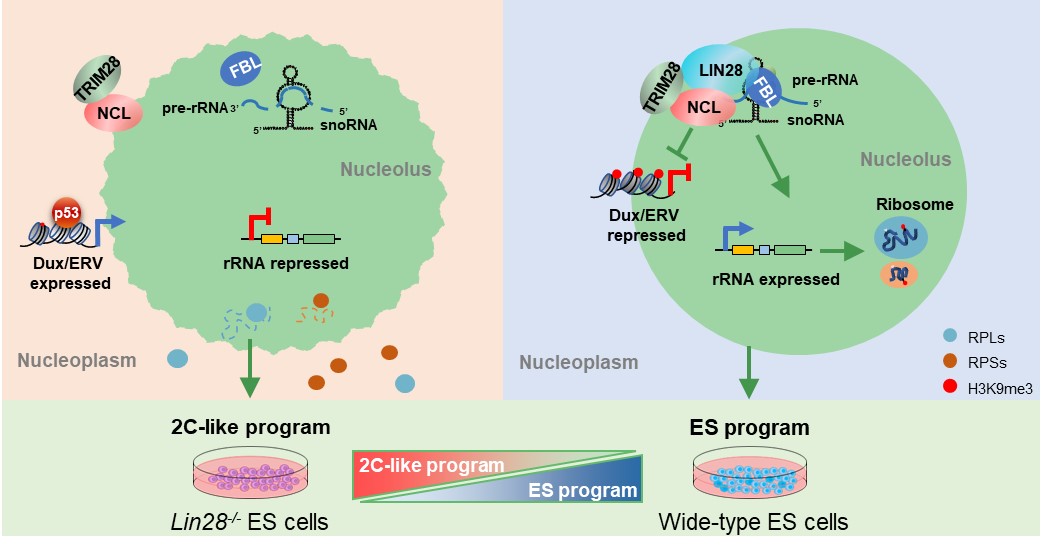 TRIM28
NCL
FBL
pre-rRNA 3'
5'
5'
snoRNA
Nucleolus
p53
Dux/ERV
expressed
rRNA repressed
Nucleoplasm
TRIM28
LIN28
NCL
FBL
pre-rRNA
5'
5'
snoRNA
Nucleolus
Dux/ERV
repressed
Ribosome
rRNA expressed
Nucleoplasm
RPLs
RPSs
H3K9me3
2C-like program
Lin28-/- ES cells
2C-like program
ES program
ES program
Wide-type ES cells